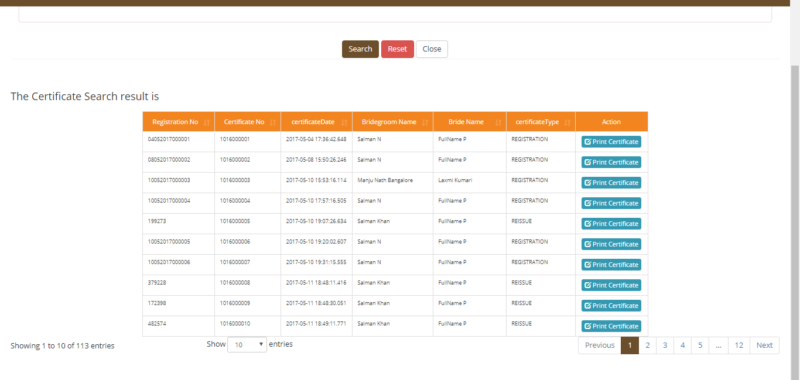 Search Reset Close
The Certificate Search result is
Registration No Certificate No certificateDate Bridegroom Name Bride Name certificateType Action
04052017000001 1016000001 2017-05-04 17:36:42.648 Salman N FullName P REGISTRATION Print Certificate
08052017000002 1016000002 2017-05-08 15:50:26.246 Salman N FullName P REGISTRATION Print Certificate
10052017000003 1016000003 2017-05-10 15:53:16.114 Manju Nath Bangalore Laxmi Kumari REGISTRATION Print Certificate
10052017000004 1016000004 2017-05-10 17:57:16.505 Salman N FullName P REGISTRATION Print Certificate
199273 1016000005 2017-05-10 19:07:26.634 Salman Khan FullName P REISSUE Print Certificate
10052017000005 1016000006 2017-05-10 19:20:02.607 Salman N FullName P REGISTRATION Print Certificate
10052017000006 1016000007 2017-05-10 19:31:15.535 Salman N FullName P REGISTRATION Print Certificate
379228 1016000008 2017-05-11 18:48:11.416 Salman Khan FullName P REISSUE Print Certificate
172398 1016000009 2017-05-11 18:48:30.051 Salman Khan FullName P REISSUE Print Certificate
482574 1016000010 2017-05-11 18:49:11.771 Salman Khan FullName P REISSUE Print Certificate
Showing 1 to 10 of 113 entries Show 10 entries Previous 1 2 3 4 5 ... 12 Next